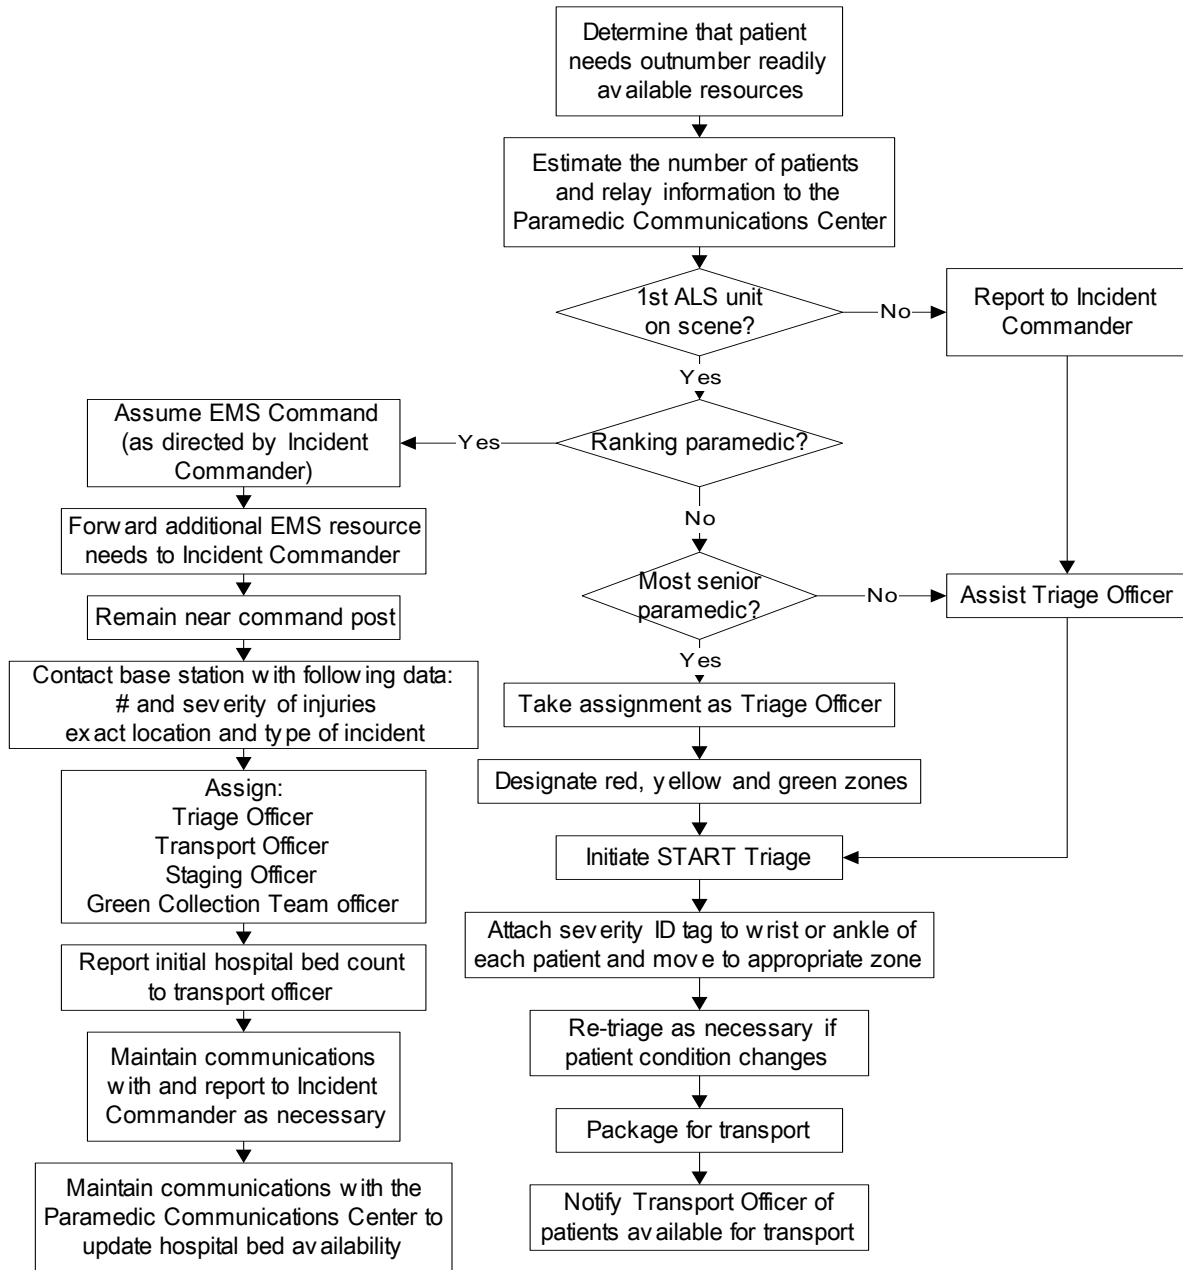 Determine that patient
needs outnumber readily
available resources
Estimate the number of patients
and relay information to the
Paramedic Communications Center
1st ALS unit
on scene?
No
Report to Incident
Commander
Yes
Ranking paramedic?
Yes
Assume EMS Command
(as directed by Incident
Commander)
Forward additional EMS resource
needs to Incident Commander
Remain near command post
Contact base station with following data:
# and severity of injuries
exact location and type of incident
Assign:
Triage Officer
Transport Officer
Staging Officer
Green Collection Team officer
Report initial hospital bed count
to transport officer
Maintain communications
with and report to Incident
Commander as necessary
Maintain communications with the
Paramedic Communications Center to
update hospital bed availability
No
Most senior
paramedic?
No
Assist Triage Officer
Yes
Take assignment as Triage Officer
Designate red, yellow and green zones
Initiate START Triage
Attach severity ID tag to wrist or ankle of
each patient and move to appropriate zone
Re-triage as necessary if
patient condition changes
Package for transport
Notify Transport Officer of
patients available for transport